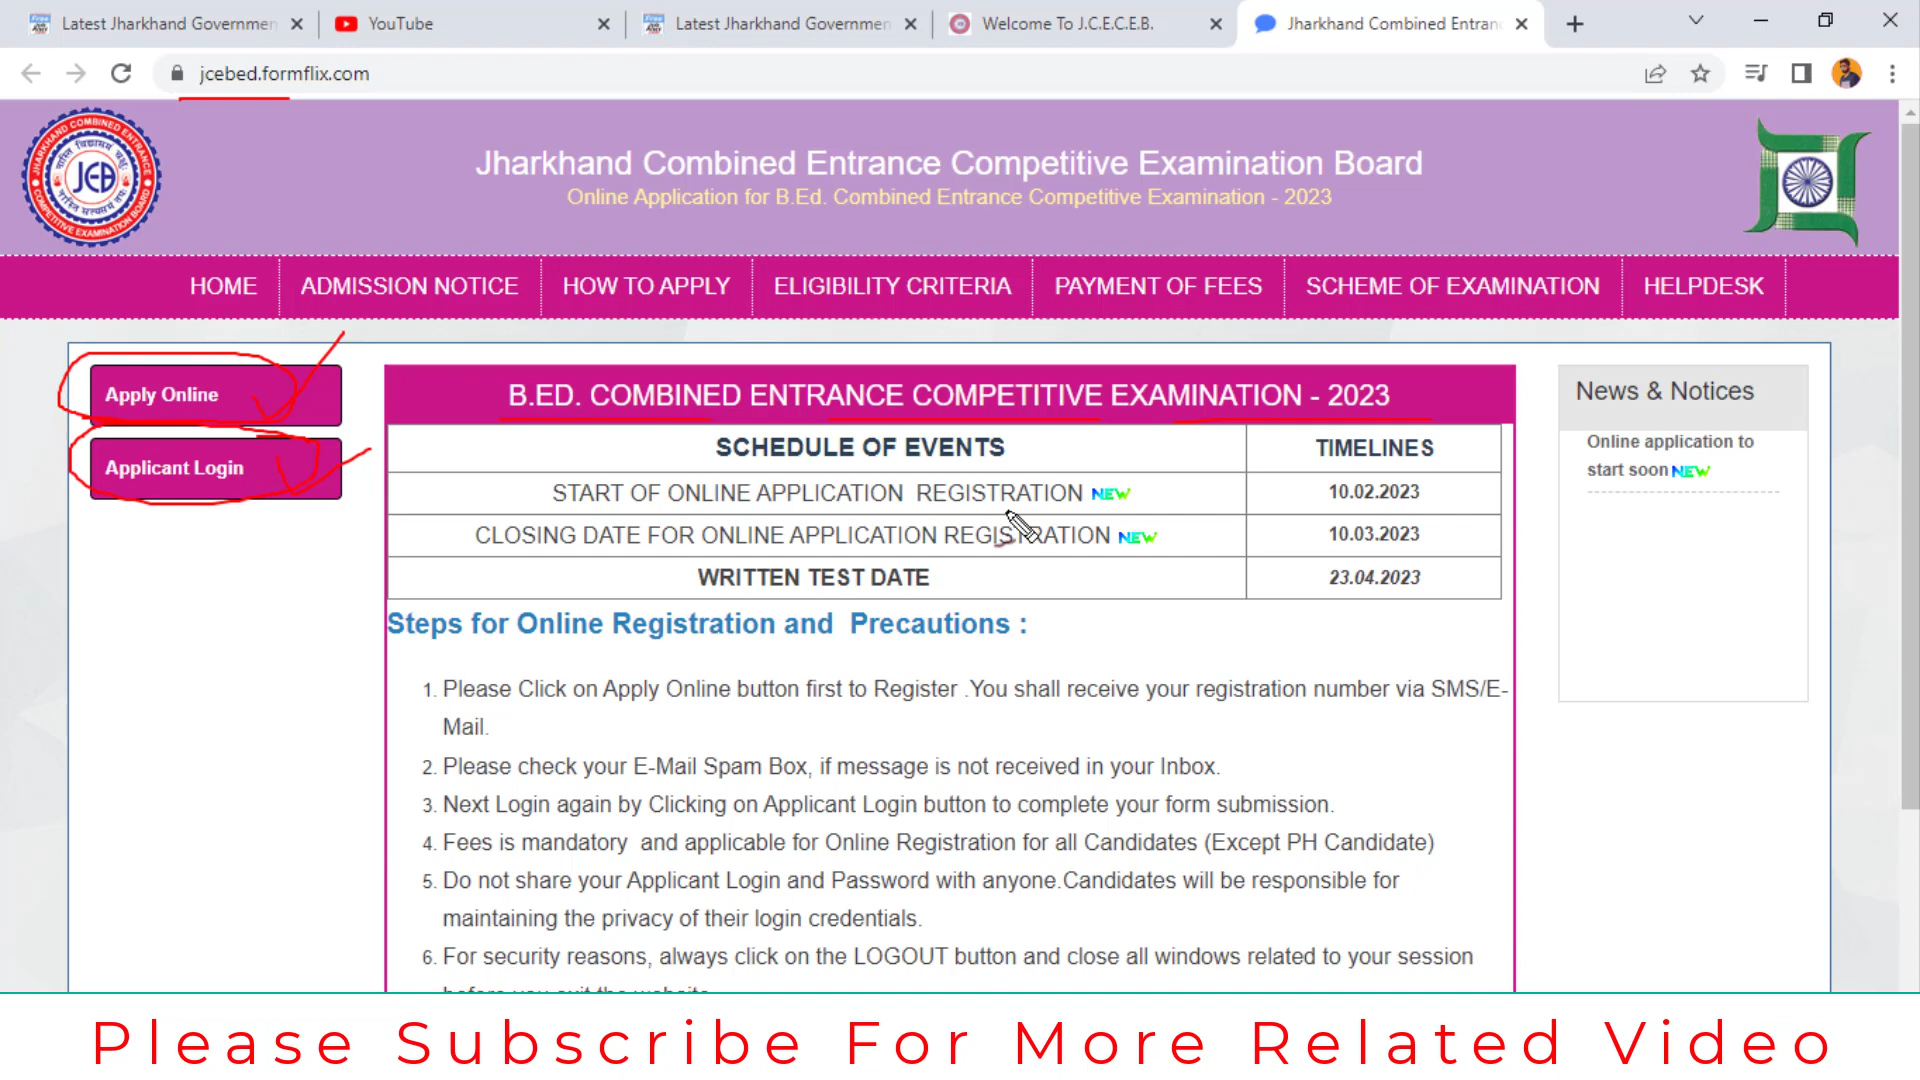 Latest Jharkhand Governmen
YouTube
Latest Jharkhand Governmen
Welcome To J.C.E.C.E.B.
Jharkhand Combined Entran
jcebed.formflix.com
JHARKHAND COMBINED ENTRANCE
JCEB
COMPETITIVE EXAMINATION BOARD
Jharkhand Combined Entrance Competitive Examination Board
Online Application for B.Ed. Combined Entrance Competitive Examination - 2023
HOME
ADMISSION NOTICE
HOW TO APPLY
ELIGIBILITY CRITERIA
PAYMENT OF FEES
SCHEME OF EXAMINATION
HELPDESK
Apply Online
Applicant Login
B.ED. COMBINED ENTRANCE COMPETITIVE EXAMINATION - 2023
SCHEDULE OF EVENTS TIMELINES
START OF ONLINE APPLICATION REGISTRATION NEW 10.02.2023
CLOSING DATE FOR ONLINE APPLICATION REGISTRATION NEW 10.03.2023
WRITTEN TEST DATE 23.04.2023
Steps for Online Registration and Precautions :
1. Please Click on Apply Online button first to Register .You shall receive your registration number via SMS/E-
Mail.
2. Please check your E-Mail Spam Box, if message is not received in your Inbox.
3. Next Login again by Clicking on Applicant Login button to complete your form submission.
4. Fees is mandatory and applicable for Online Registration for all Candidates (Except PH Candidate)
5. Do not share your Applicant Login and Password with anyone.Candidates will be responsible for
maintaining the privacy of their login credentials.
6. For security reasons, always click on the LOGOUT button and close all windows related to your session
News & Notices
Online application to
start soon NEW
Please Subscribe For More Related Video